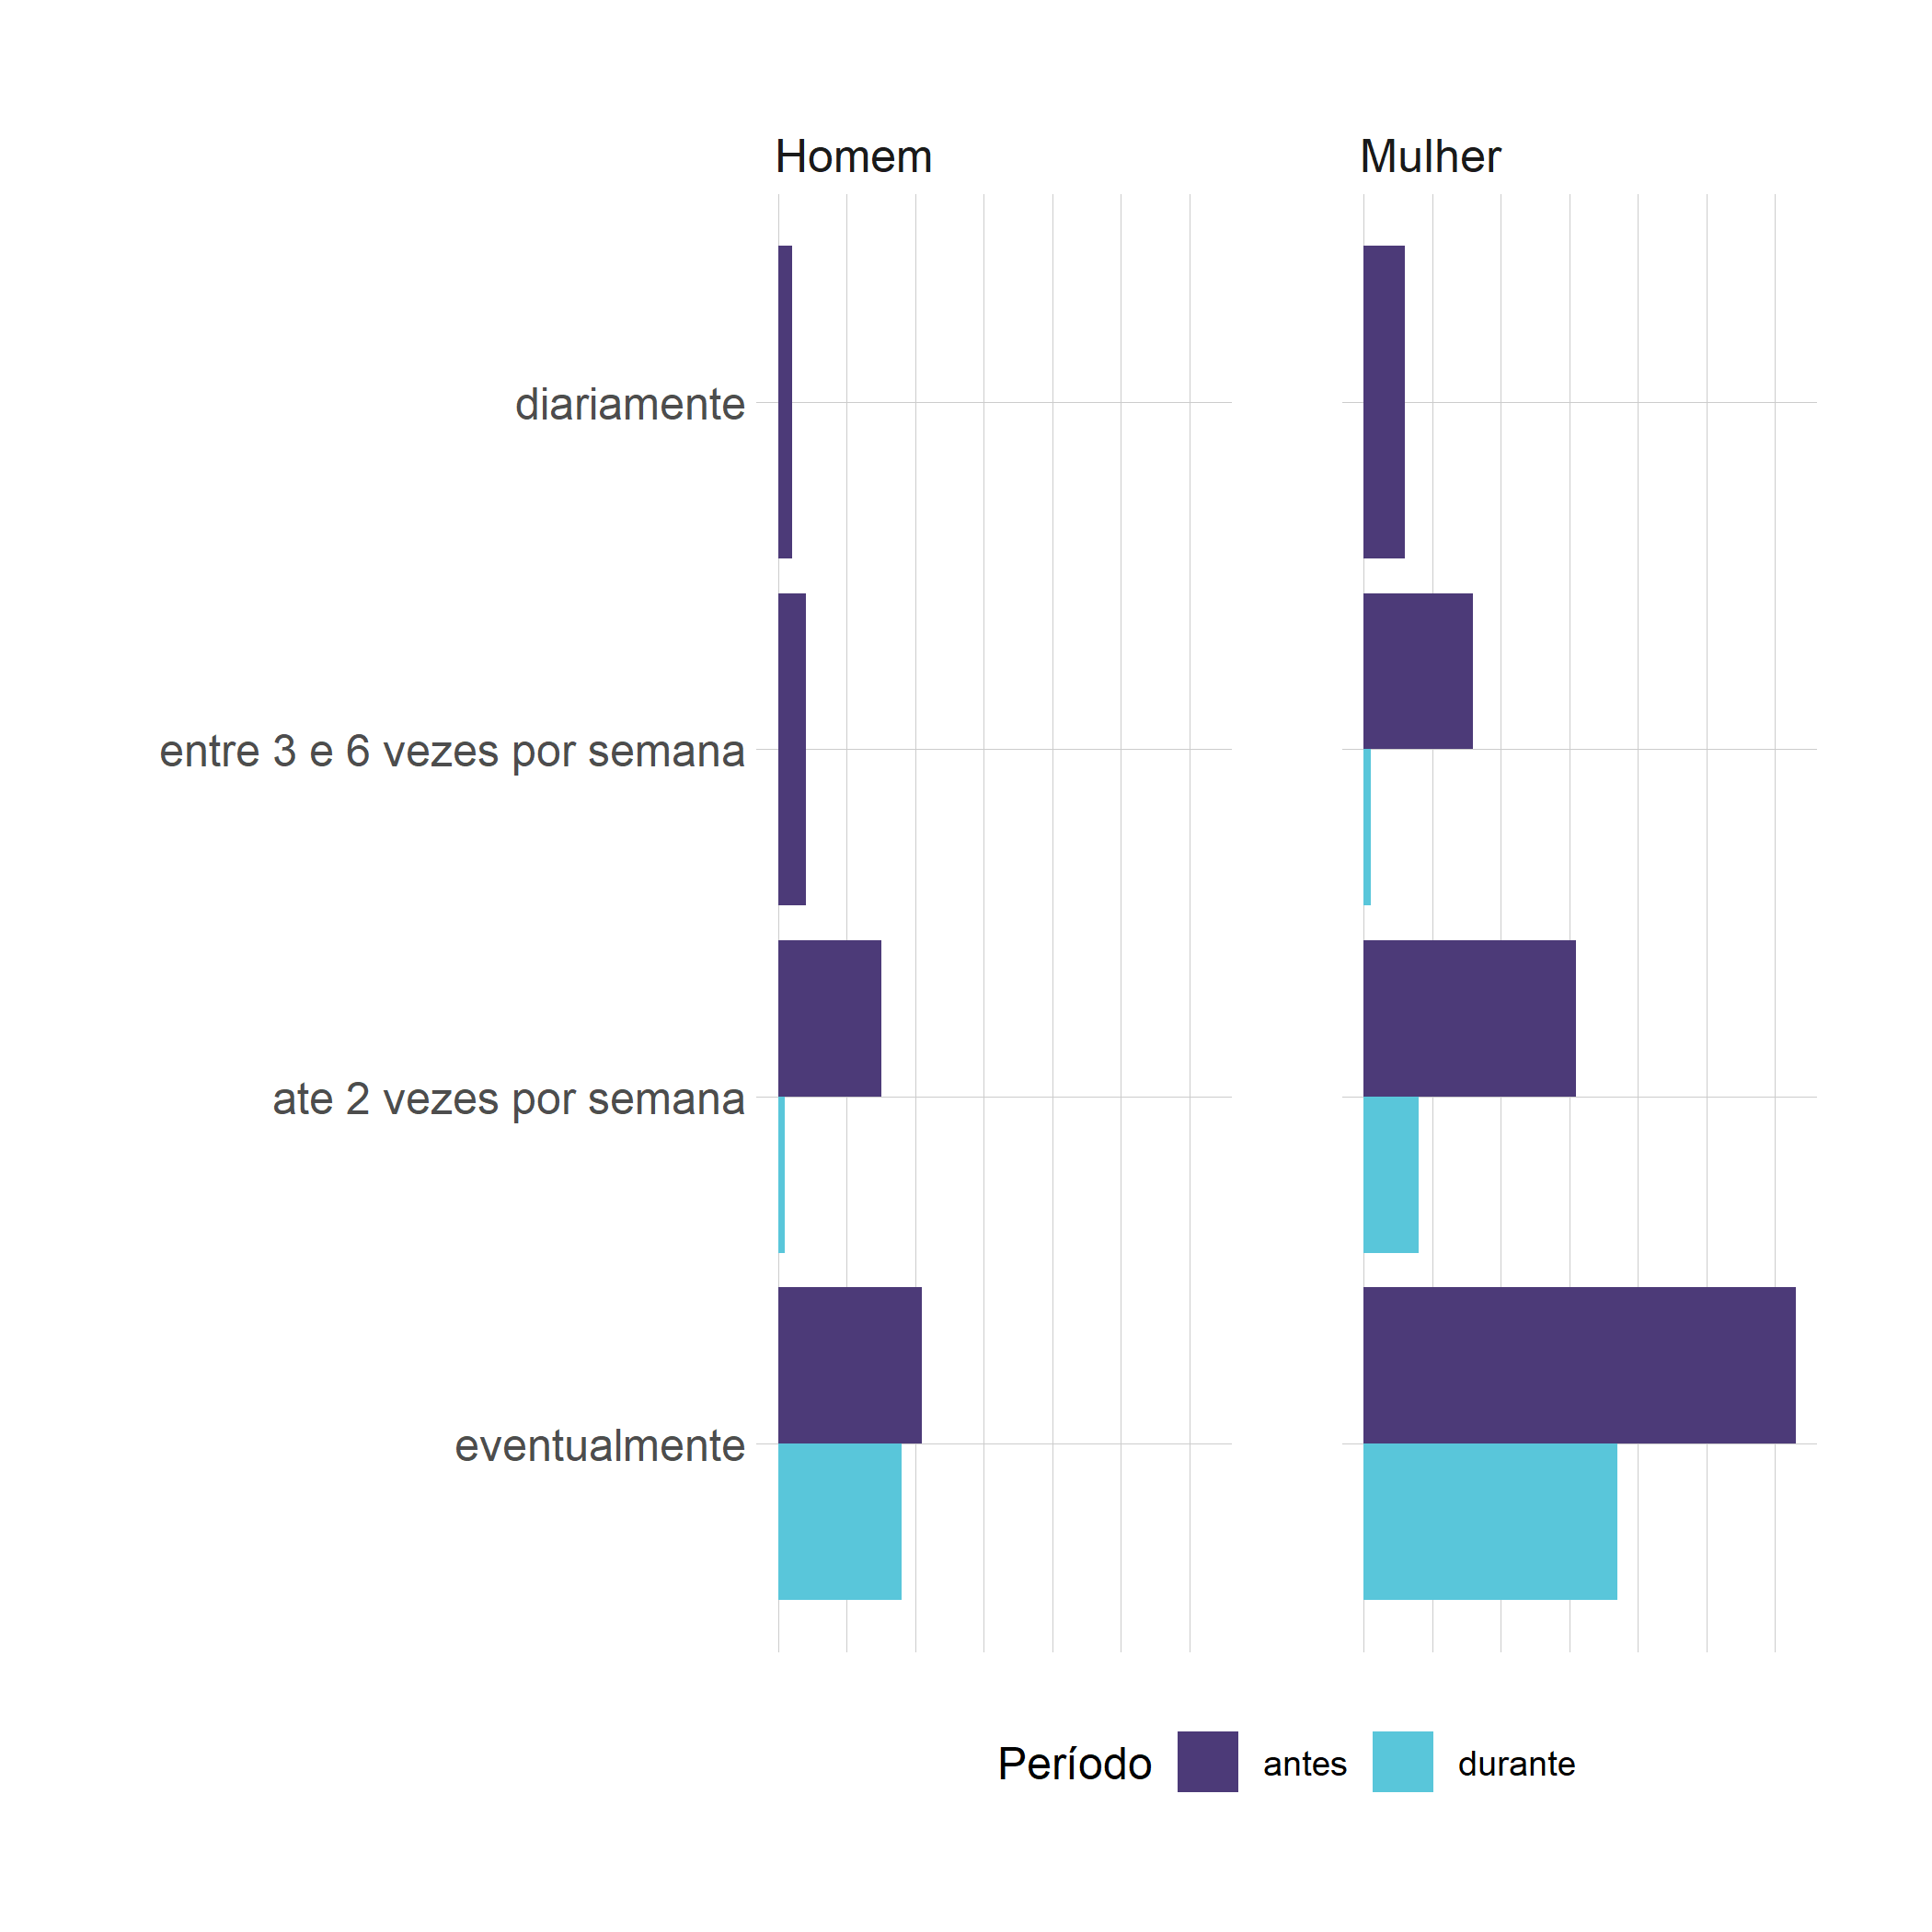 Homem
Mulher
diariamente
entre 3 e 6 vezes por semana
ate 2 vezes por semana
eventualmente
Período antes durante